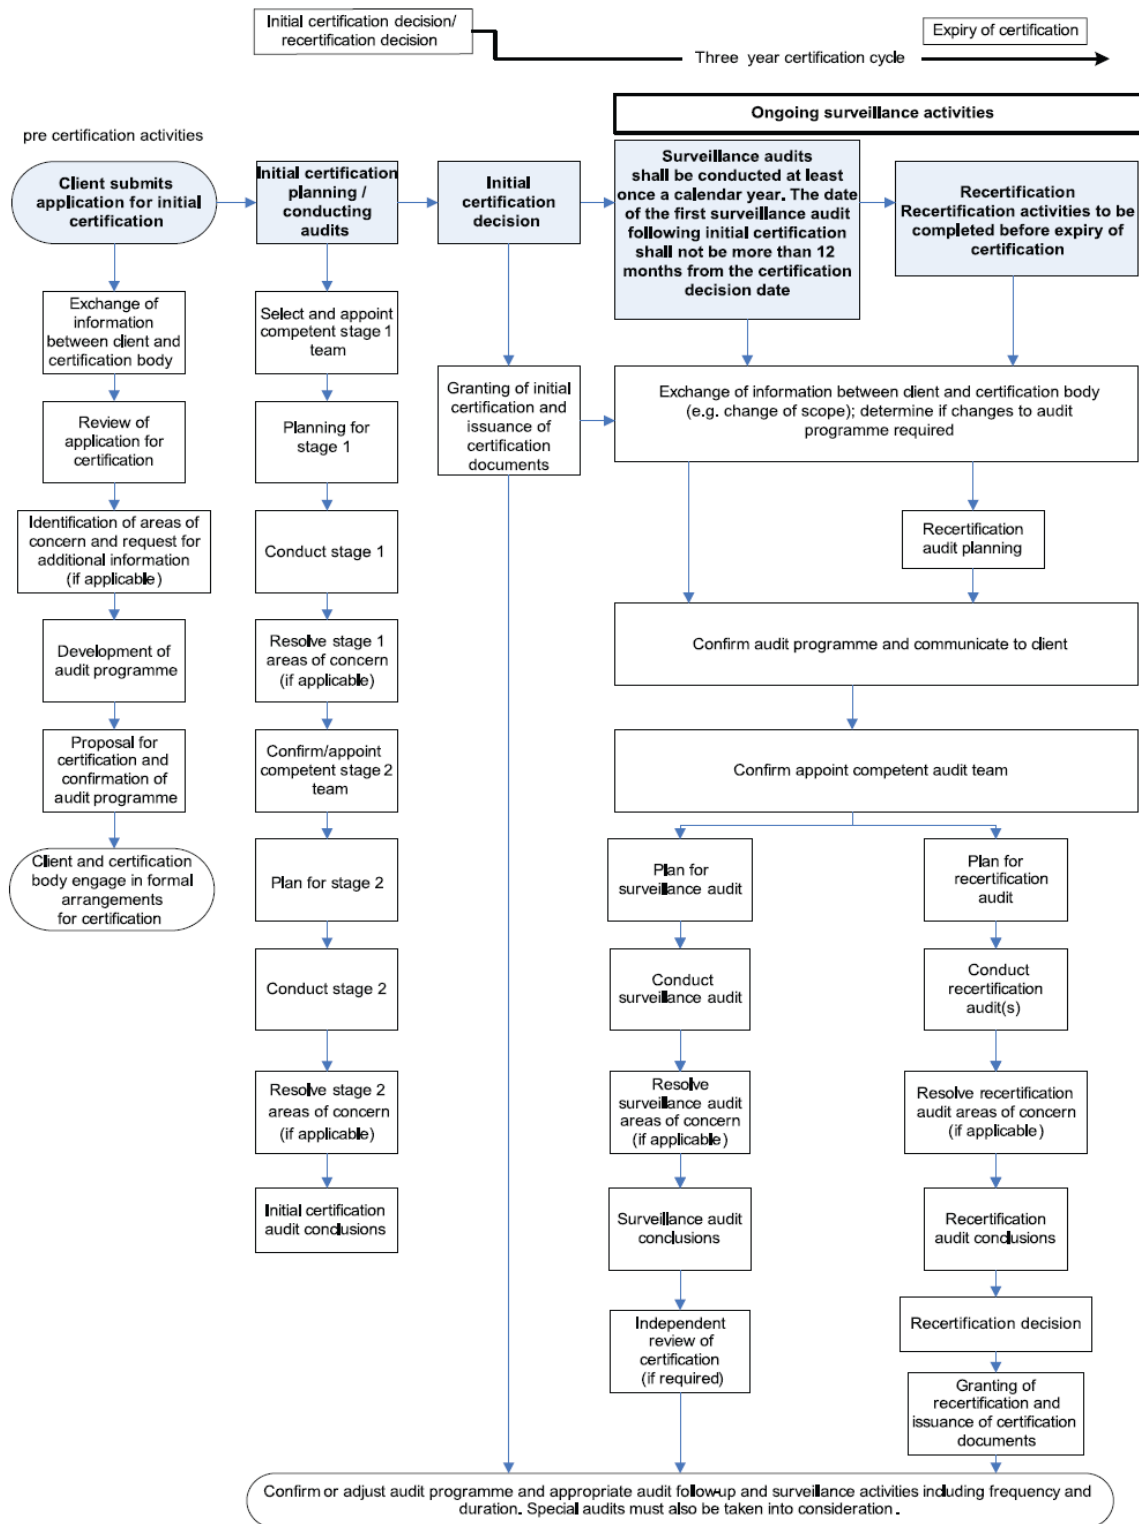 Initial certification decision/
recertification decision
Expiry of certification
Three year certification cycle
Ongoing surveillance activities
pre certification activities
Client submits
application for initial
certification
Initial certification
planning /
conducting
audits
Initial
certification
decision
Surveillance audits
shall be conducted at least
once a calendar year. The date
of the first surveillance audit
following initial certification
shall not be more than 12
months from the certification
decision date
Recertification
Recertification activities to be
completed before expiry of
certification
Exchange of
information
between client and
certification body
Review of
application for
certification
Identification of areas of
concern and request for
additional information
(if applicable)
Development of
audit programme
Proposal for
certification and
confirmation of
audit programme
Client and certification
body engage in formal
arrangements
for certification
Select and appoint
competent stage 1
team
Planning for
stage 1
Conduct stage 1
Resolve stage 1
areas of concern
(if applicable)
Confirm/appoint
competent stage 2
team
Plan for stage 2
Conduct stage 2
Resolve stage 2
areas of concern
(if applicable)
Initial certification
audit conclusions
Granting of initial
certification and
issuance of
certification
documents
Exchange of information between client and certification body
(e.g. change of scope); determine if changes to audit
programme required
Recertification
audit planning
Confirm audit programme and communicate to client
Confirm appoint competent audit team
Plan for
surveillance audit
Conduct
surveillance audit
Resolve
surveillance audit
areas of concern
(if applicable)
Surveillance audit
conclusions
Independent
review of
certification
(if required)
Plan for
recertification
audit
Conduct
recertification
audit(s)
Resolve recertification
audit areas of concern
(if applicable)
Recertification
audit conclusions
Recertification decision
Granting of
recertification and
issuance of certification
documents
Confirm or adjust audit programme and appropriate audit follow-up and surveillance activities including frequency and
duration. Special audits must also be taken into consideration.